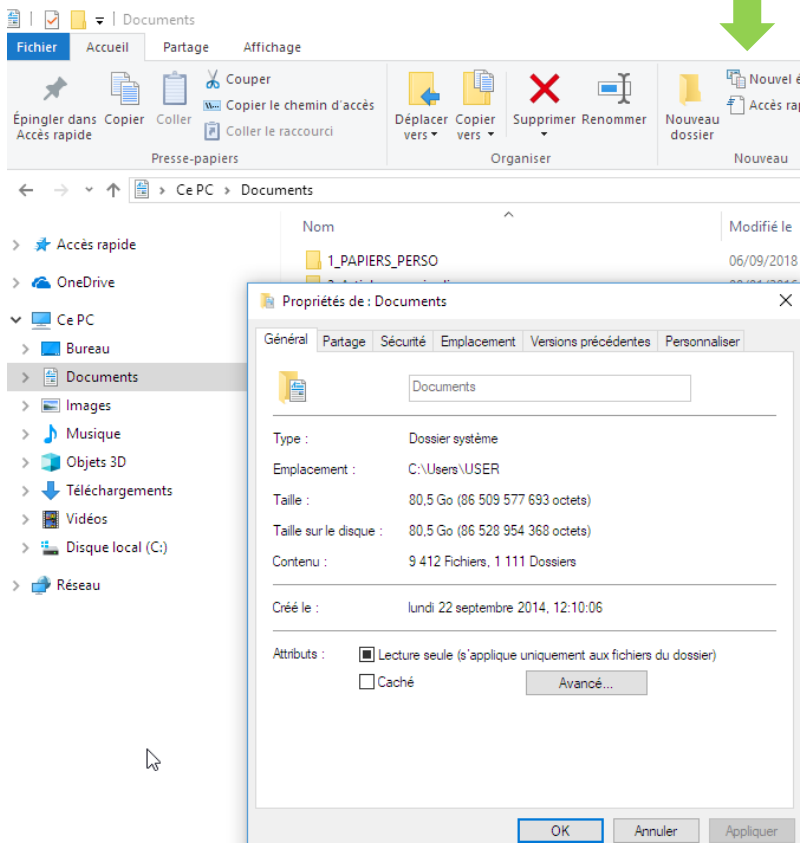 Documents
Fichier Accueil Partage Affichage
Épingler dans Accès rapide
Copier
Coller
Couper
Copier le chemin d'accès
Coller le raccourci
Déplacer vers
Copier vers
Supprimer
Renommer
Nouveau dossier
Nouvel é
Accès rap
Presse-papiers
Organiser
Nouveau
Ce PC > Documents
Nom
Modifié le
1_PAPIERS_PERSO
06/09/2018
Accès rapide
OneDrive
Ce PC
Bureau
Documents
Images
Musique
Objets 3D
Téléchargements
Vidéos
Disque local (C:)
Réseau
Propriétés de : Documents
Général Partage Sécurité Emplacement Versions précédentes Personnaliser
Documents
Type : Dossier système
Emplacement : C:\Users\USER
Taille : 80,5 Go (86 509 577 693 octets)
Taille sur le disque : 80,5 Go (86 528 954 368 octets)
Contenu : 9 412 Fichiers, 1 111 Dossiers
Créé le : lundi 22 septembre 2014, 12:10:06
Attributs : Lecture seule (s'applique uniquement aux fichiers du dossier)
Caché
Avancé...
OK Annuler Appliquer